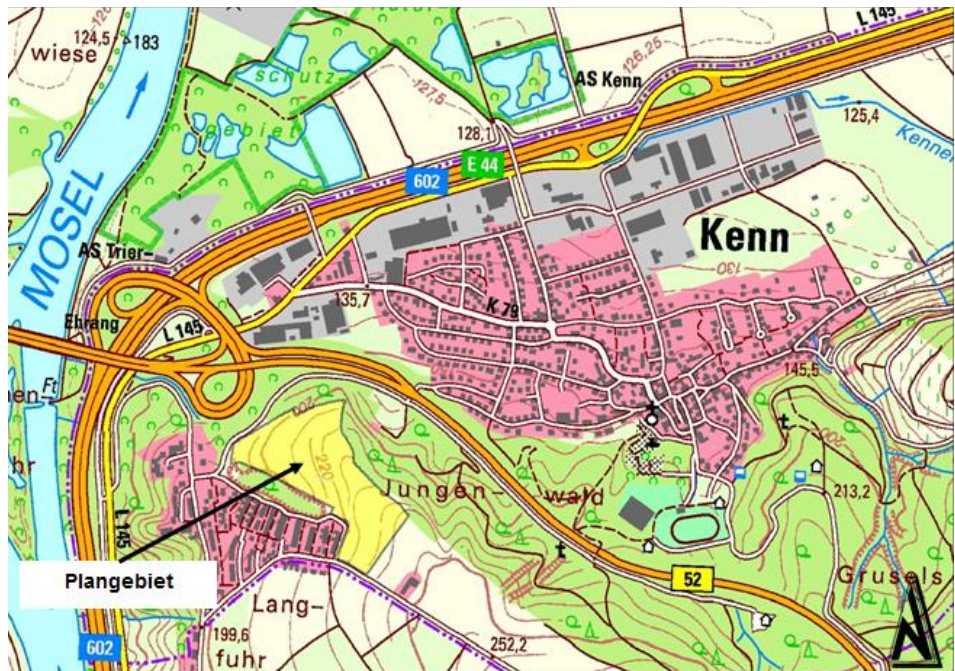 L 145
124,5
183
wiese
Natur-
schutz-
gebiet
126,25
127,5
AS Kenn
128,1
125,4
Kenner
E 44
602
MOSEL
AS Trier-
Ehrang
Kenn
130
135,7
K 79
L 145
145,5
Ft
200
220
Jungen-
wald
213,2
L 145
Plangebiet
52
Grusels
Lang-
fuhr
199,6
252,2
602
N